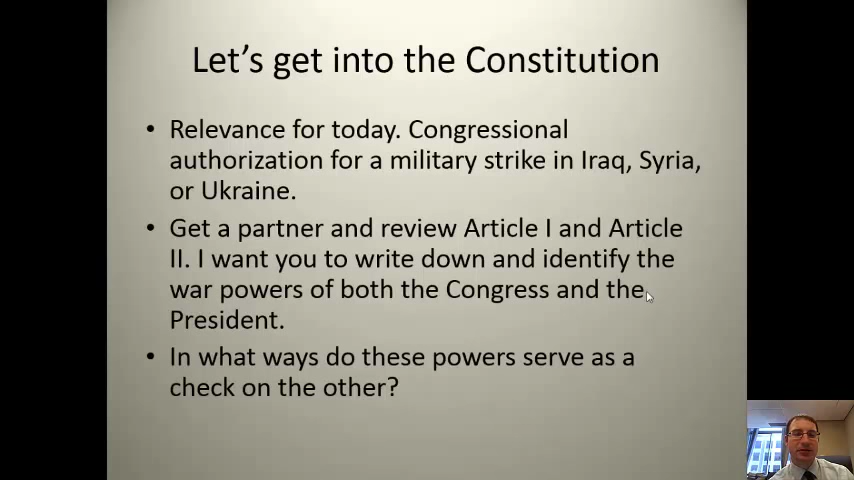 Let's get into the Constitution
• Relevance for today. Congressional
authorization for a military strike in Iraq, Syria,
or Ukraine.
• Get a partner and review Article I and Article
II. I want you to write down and identify the
war powers of both the Congress and the
President.
• In what ways do these powers serve as a
check on the other?